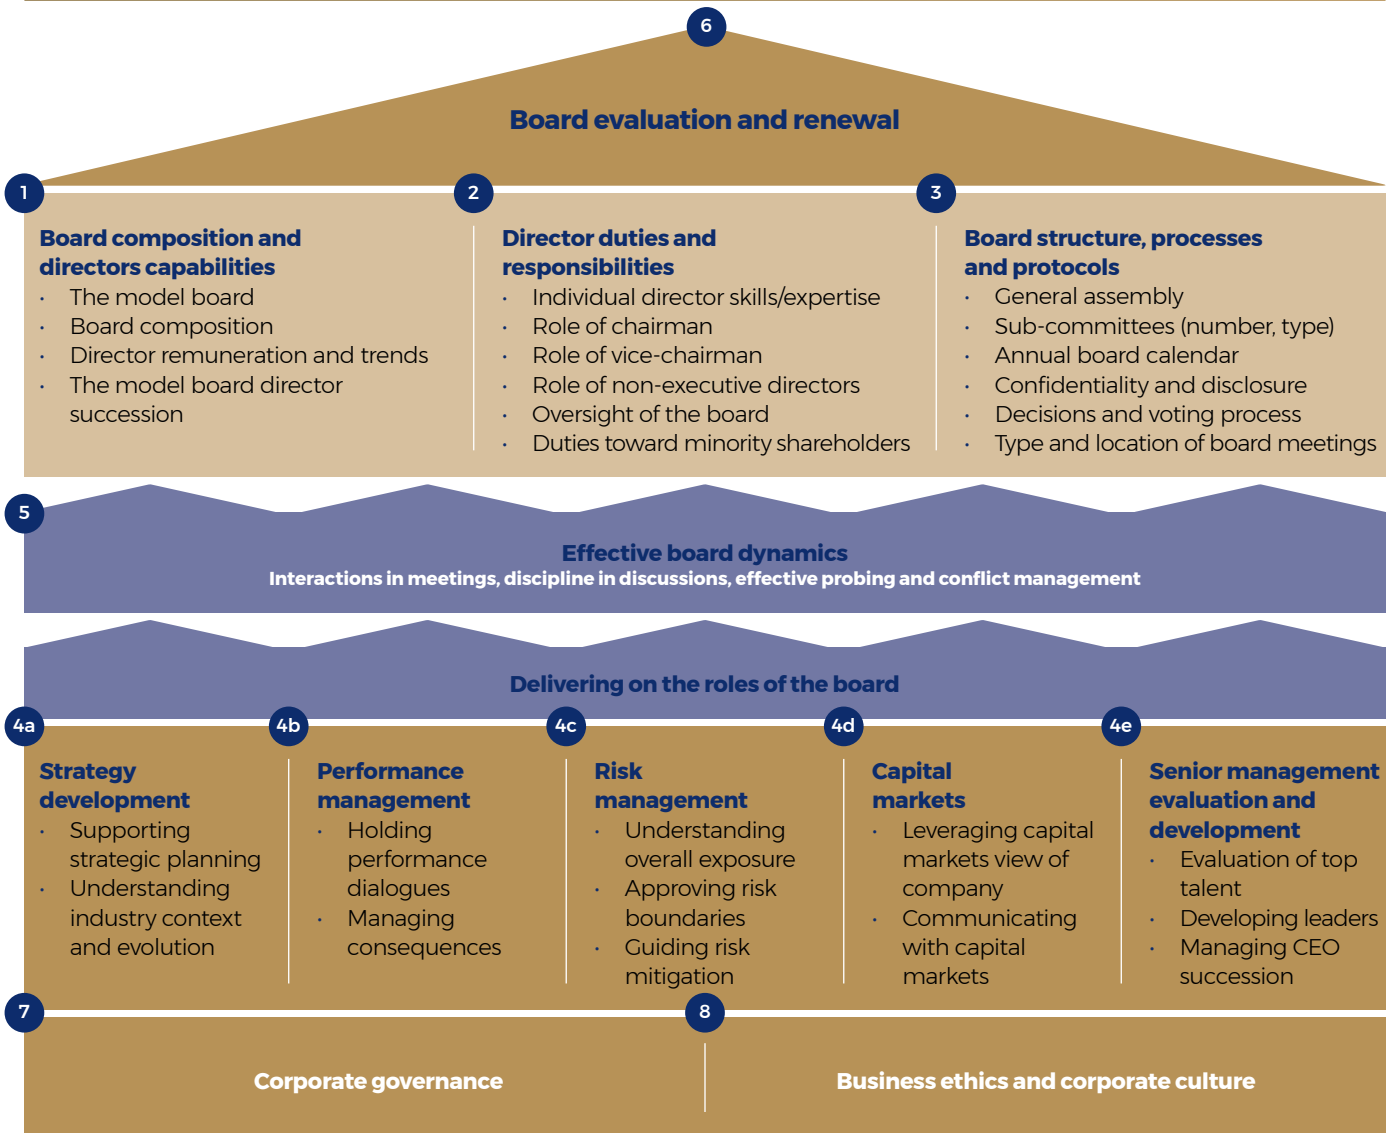 6
Board evaluation and renewal
1
Board composition and
directors capabilities
• The model board
• Board composition
• Director remuneration and trends
• The model board director
succession
2
Director duties and
responsibilities
• Individual director skills/expertise
• Role of chairman
• Role of vice-chairman
• Role of non-executive directors
• Oversight of the board
• Duties toward minority shareholders
3
Board structure, processes
and protocols
• General assembly
• Sub-committees (number, type)
• Annual board calendar
• Confidentiality and disclosure
• Decisions and voting process
• Type and location of board meetings
5
Effective board dynamics
Interactions in meetings, discipline in discussions, effective probing and conflict management
Delivering on the roles of the board
4a
Strategy
development
• Supporting
strategic planning
• Understanding
industry context
and evolution
4b
Performance
management
• Holding
performance
dialogues
• Managing
consequences
4c
Risk
management
• Understanding
overall exposure
• Approving risk
boundaries
• Guiding risk
mitigation
4d
Capital
markets
• Leveraging capital
markets view of
company
• Communicating
with capital
markets
4e
Senior management
evaluation and
development
• Evaluation of top
talent
• Developing leaders
• Managing CEO
succession
7
Corporate governance
8
Business ethics and corporate culture